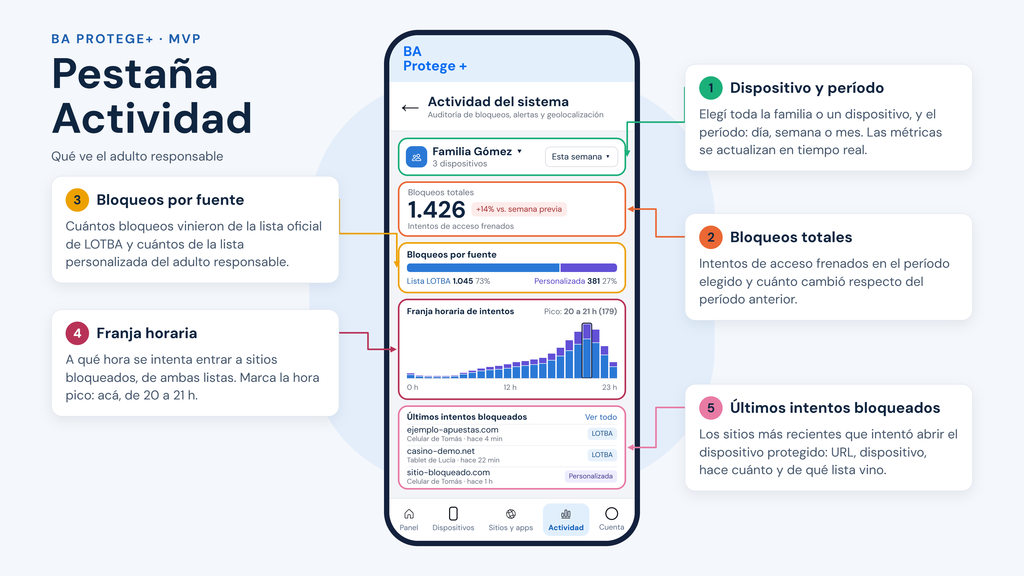 BA PROTEGE+ · MVP
Pestaña
Actividad
Qué ve el adulto responsable
3
Bloqueos por fuente
Cuántos bloqueos vinieron de la lista oficial
de LOTBA y cuántos de la lista
personalizada del adulto responsable.
4
Franja horaria
A qué hora se intenta entrar a sitios
bloqueados, de ambas listas. Marca la hora
pico: acá, de 20 a 21 h.
BA
Protege +
Actividad del sistema
Auditoría de bloqueos, alertas y geolocalización
Familia Gómez
3 dispositivos
Esta semana
Bloqueos totales
1.426
+14% vs. semana previa
Intentos de acceso frenados
Bloqueos por fuente
Lista LOTBA 1.045 73%
Personalizada 381 27%
Franja horaria de intentos
Pico: 20 a 21 h (179)
0 h
12 h
23 h
Últimos intentos bloqueados
Ver todo
ejemplo-apuestas.com
Celular de Tomás · hace 4 min
LOTBA
casino-demo.net
Tablet de Lucía · hace 22 min
LOTBA
sitio-bloqueado.com
Celular de Tomás · hace 1 h
Personalizada
Panel
Dispositivos
Sitios y apps
Actividad
Cuenta
1
Dispositivo y período
Elegí toda la familia o un dispositivo, y el
período: día, semana o mes. Las métricas
se actualizan en tiempo real.
2
Bloqueos totales
Intentos de acceso frenados en el período
elegido y cuánto cambió respecto del
período anterior.
5
Últimos intentos bloqueados
Los sitios más recientes que intentó abrir el
dispositivo protegido: URL, dispositivo,
hace cuánto y de qué lista vino.